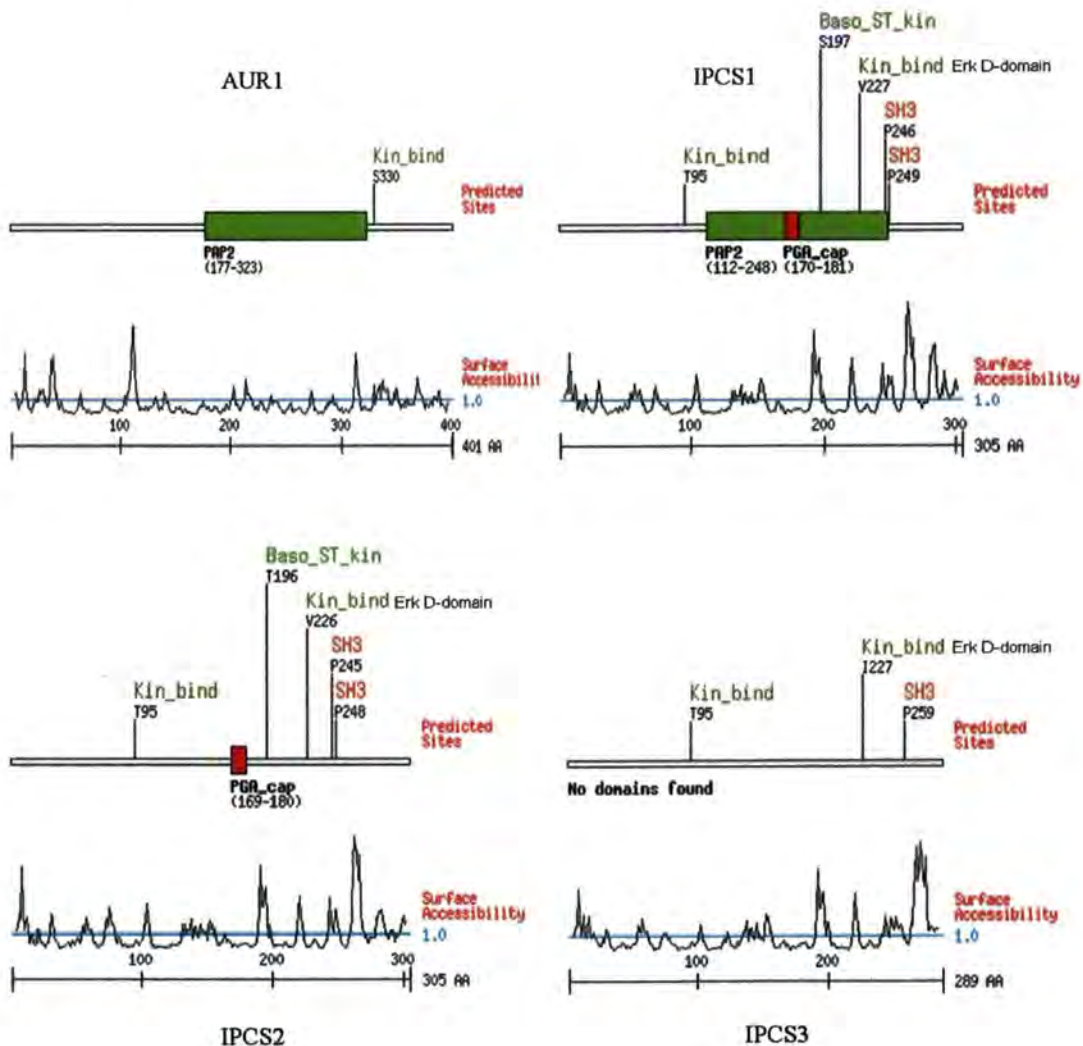 AUR1
Kin_bind
S330
Predicted
Sites
PAP2
(177-323)
Surface
Accessibili
1.0
100 200 300 400
401 AA
IPCS1
Baso_ST_kin
S197
Kin_bind Erk D-domain
V227
SH3
P246
Kin_bind
T95
SH3
P249
Predicted
Sites
PAP2 PGA_cap
(112-248) (170-181)
Surface
Accessibility
1.0
100 200 300
305 AA
Baso_ST_kin
T196
Kin_bind Erk D-domain
V226
SH3
P245
Kin_bind
T95
SH3
P248
Predicted
Sites
PGA_cap
(169-180)
Surface
Accessibility
1.0
100 200 300
305 AA
IPCS2
Kin_bind Erk D-domain
I227
Kin_bind
T95
SH3
P259
Predicted
Sites
No domains found
Surface
Accessibility
1.0
100 200
289 AA
IPCS3